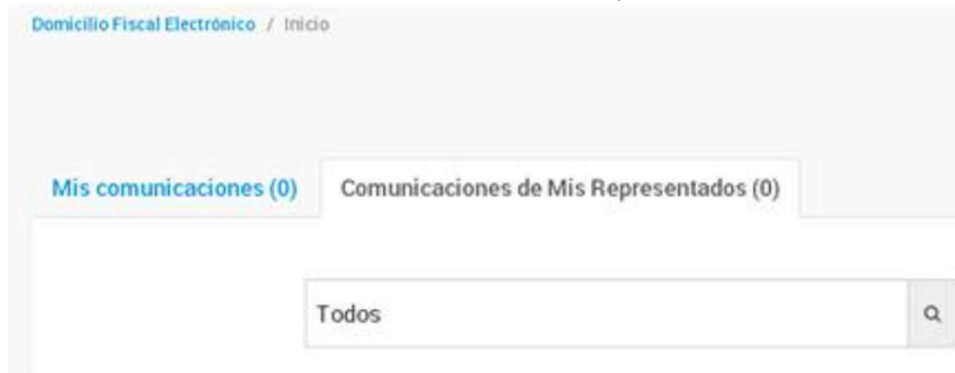 Domicilio Fiscal Electrónico / Inicio
Mis comunicaciones (0) Comunicaciones de Mis Representados (0)
Todos